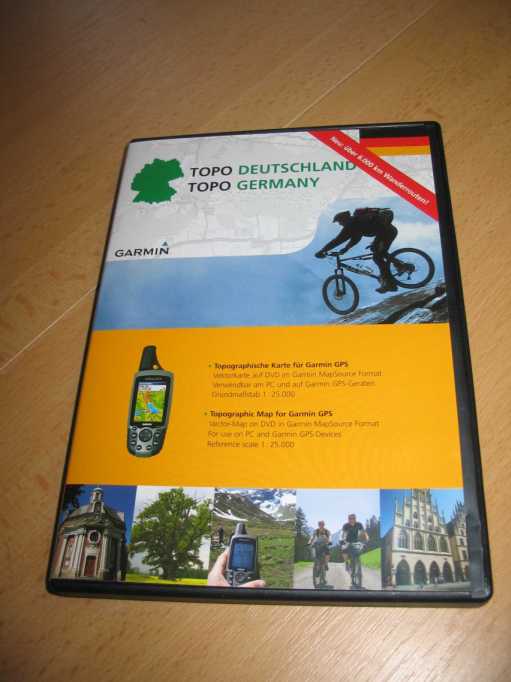 Neu: über 6.000 km Wanderrouten!
TOPO DEUTSCHLAND
TOPO GERMANY
GARMIN
• Topographische Karte für Garmin GPS
Vektorkarte auf DVD im Garmin MapSource Format
Verwendbar am PC und auf Garmin GPS-Geräten
Grundmaßstab 1 : 25.000
• Topographic Map for Garmin GPS
Vector-Map on DVD in Garmin MapSource Format
For use on PC and Garmin GPS-Devices
Reference scale 1 : 25.000